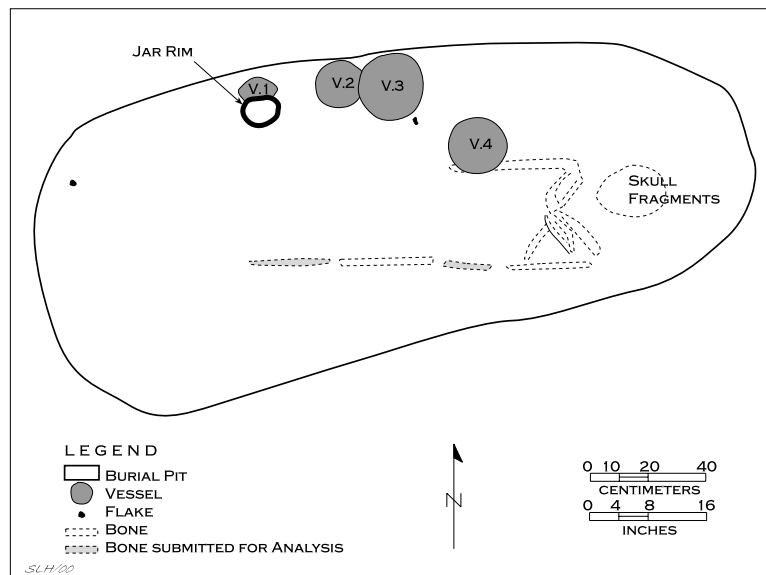 JAR RIM
V.1
V.2
V.3
V.4
SKULL
FRAGMENTS
LEGEND
BURIAL PIT
VESSEL
FLAKE
BONE
BONE SUBMITTED FOR ANALYSIS
N
0 10 20 40
CENTIMETERS
0 4 8 16
INCHES
SLH/00